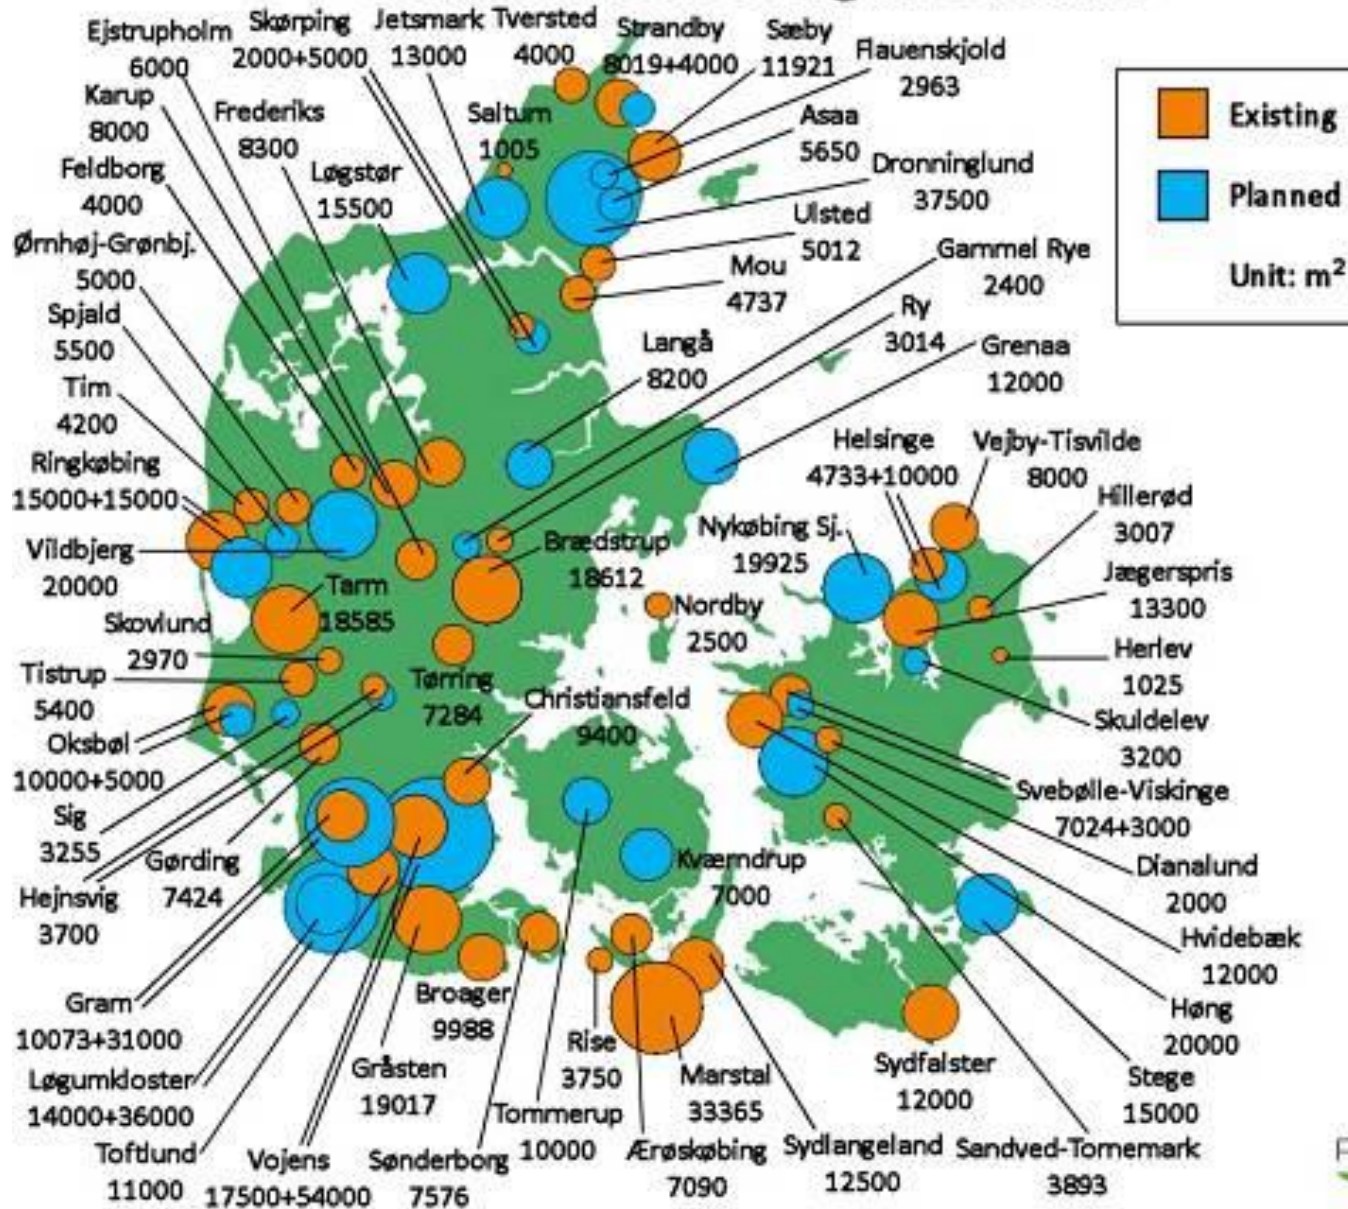 Ejstrupholm
6000
Skørping
2000+5000
Jetsmark
13000
Tversted
4000
Strandby
8019+4000
Sæby
11921
Flauenskjold
2963
Karup
8000
Frederiks
8300
Saltum
1005
Asaa
5650
Existing
Planned
Unit: m²
Feldborg
4000
Løgstør
15500
Dronninglund
37500
Ørnhøj-Grønbj.
5000
Ulsted
5012
Mou
4737
Gammel Rye
2400
Spjald
5500
Ry
3014
Langå
8200
Grenaa
12000
Tim
4200
Ringkøbing
15000+15000
Helsinge
4733+10000
Vejby-Tisvilde
8000
Hillerød
3007
Vildbjerg
20000
Brædstrup
18612
Nykøbing Sj.
19925
Jægerspris
13300
Tarm
18585
Nordby
2500
Skovlund
2970
Herlev
1025
Tistrup
5400
Tørring
7284
Christiansfeld
9400
Skuldelev
3200
Oksbøl
10000+5000
Svebølle-Viskinge
7024+3000
Sig
3255
Gørding
7424
Kværndrup
7000
Dianalund
2000
Hejnsvig
3700
Hvidebæk
12000
Gram
10073+31000
Broager
9988
Høng
20000
Løgumkloster
14000+36000
Gråsten
19017
Rise
3750
Marstal
33365
Sydfalster
12000
Stege
15000
Toftlund
11000
Vojens
17500+54000
Sønderborg
7576
Tommerup
10000
Ærøskøbing
7090
Sydlangeland
12500
Sandved-Tornemark
3893